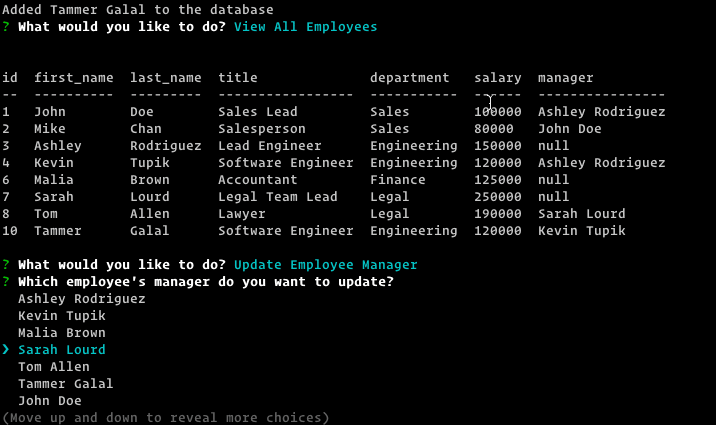 Added Tammer Galal to the database
? What would you like to do? View All Employees
id  first_name  last_name  title              department   salary  manager
--  ----------  ---------  -----------------  -----------  ------  ----------------
1   John        Doe        Sales Lead         Sales        100000  Ashley Rodriguez
2   Mike        Chan       Salesperson        Sales        80000   John Doe
3   Ashley      Rodriguez  Lead Engineer      Engineering  150000  null
4   Kevin       Tupik      Software Engineer  Engineering  120000  Ashley Rodriguez
6   Malia       Brown      Accountant         Finance      125000  null
7   Sarah       Lourd      Legal Team Lead    Legal        250000  null
8   Tom         Allen      Lawyer             Legal        190000  Sarah Lourd
10  Tammer      Galal      Software Engineer  Engineering  120000  Kevin Tupik
? What would you like to do? Update Employee Manager
? Which employee's manager do you want to update?
Ashley Rodriguez
Kevin Tupik
Malia Brown
❯ Sarah Lourd
Tom Allen
Tammer Galal
John Doe
(Move up and down to reveal more choices)